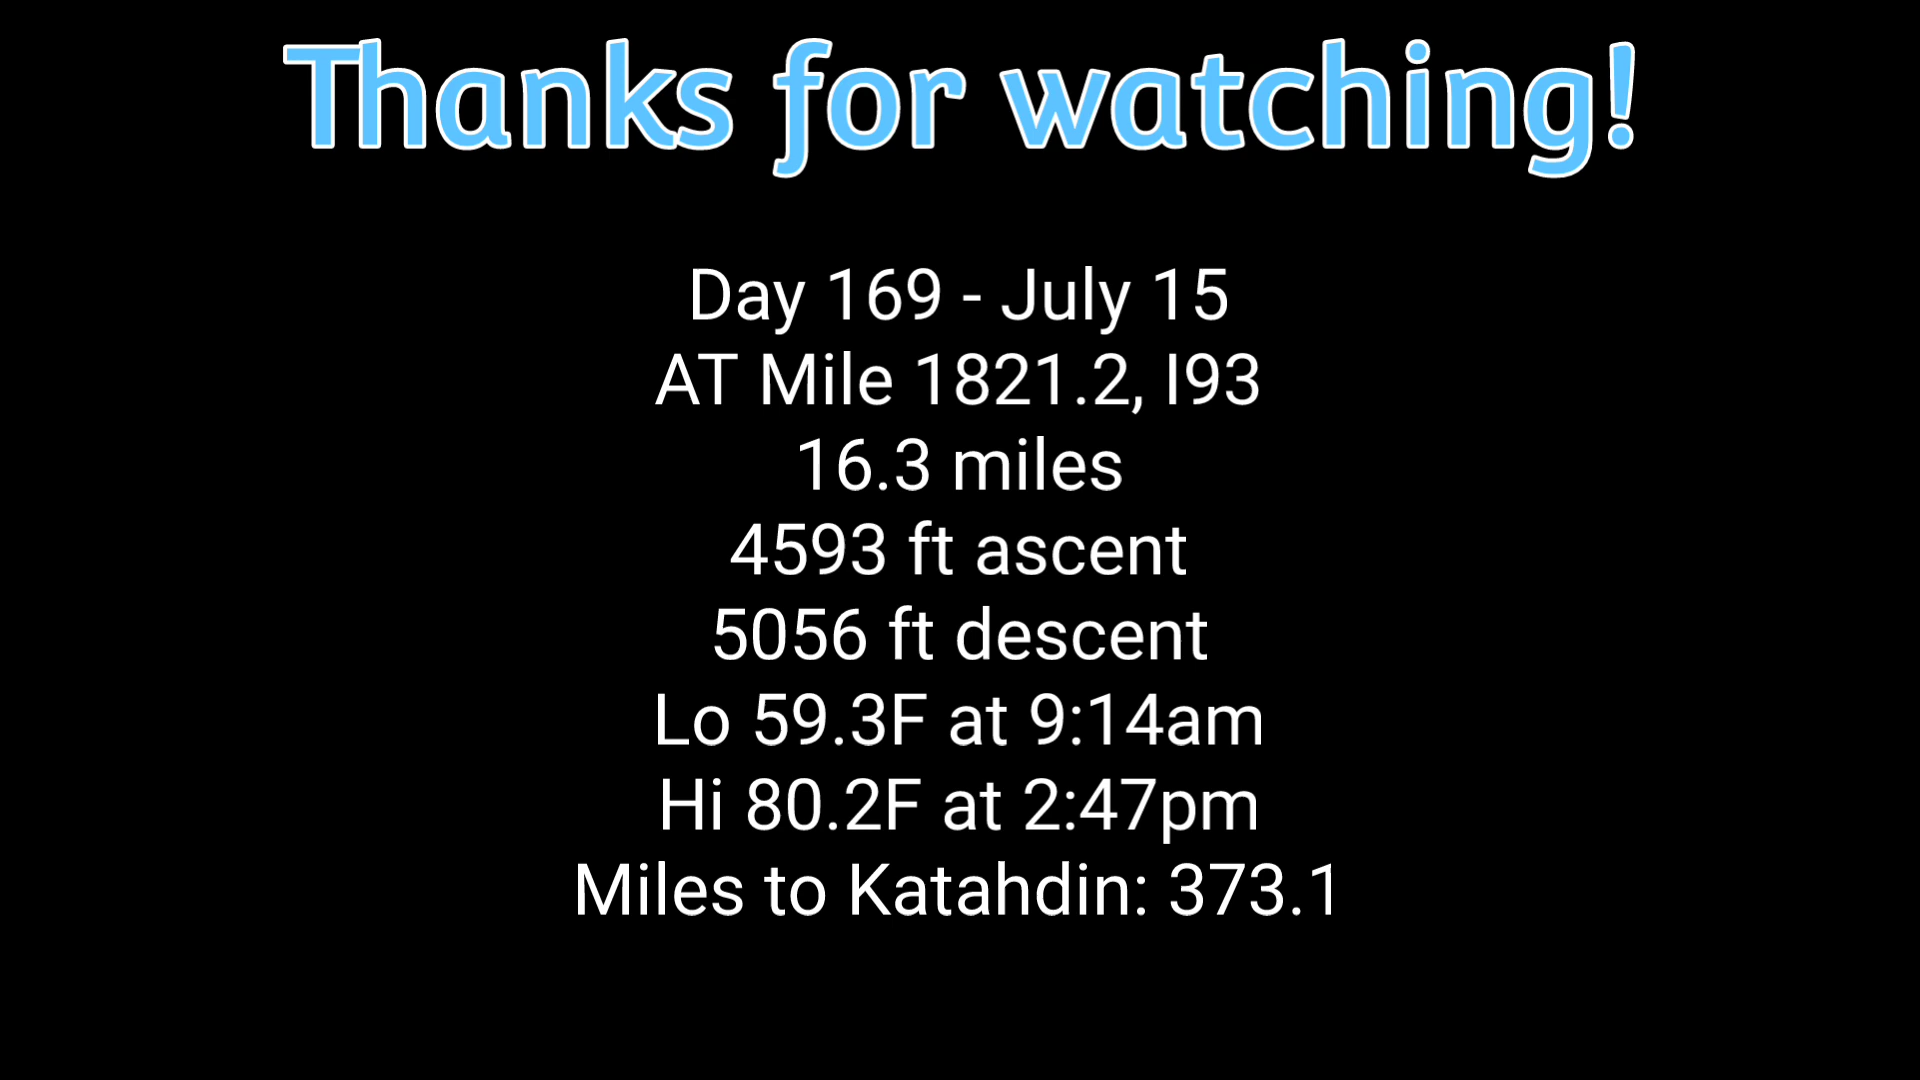 Thanks for watching!
Day 169 - July 15
AT Mile 1821.2, I93
16.3 miles
4593 ft ascent
5056 ft descent
Lo 59.3F at 9:14am
Hi 80.2F at 2:47pm
Miles to Katahdin: 373.1